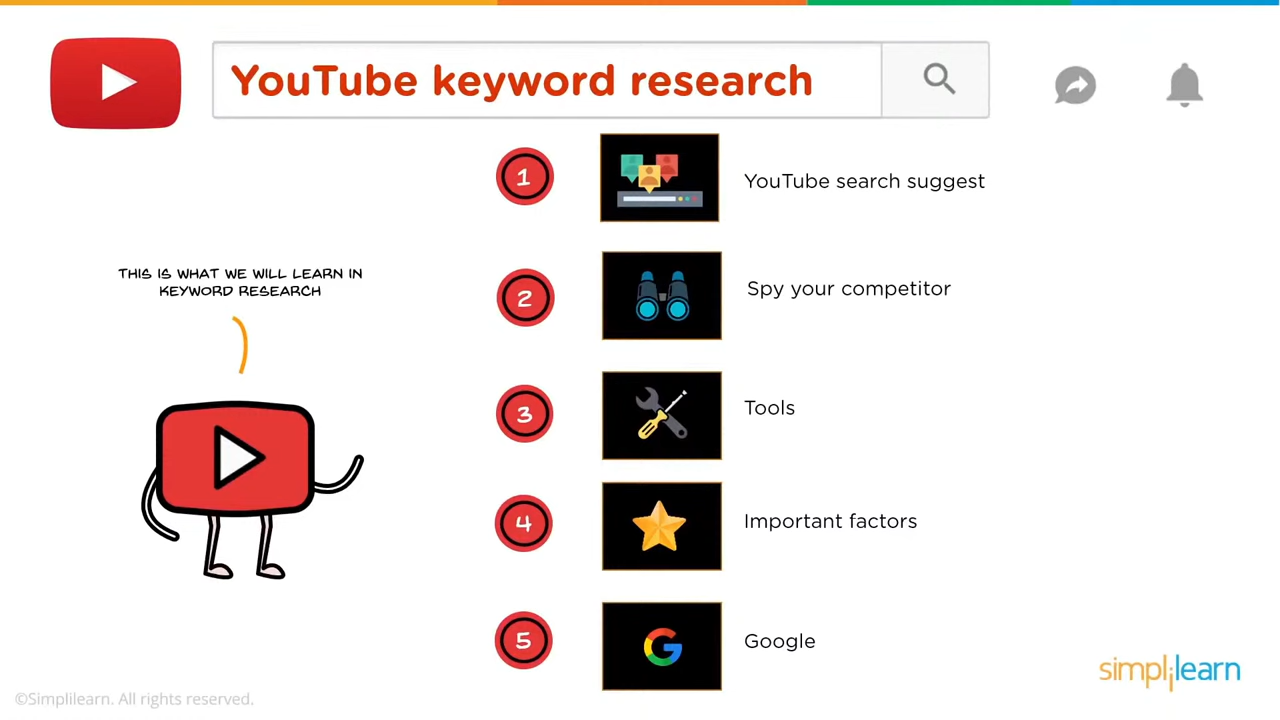 YouTube keyword research
1
YouTube search suggest
THIS IS WHAT WE WILL LEARN IN
KEYWORD RESEARCH
2
Spy your competitor
3
Tools
4
Important factors
5
Google
simplilearn
©Simplilearn. All rights reserved.